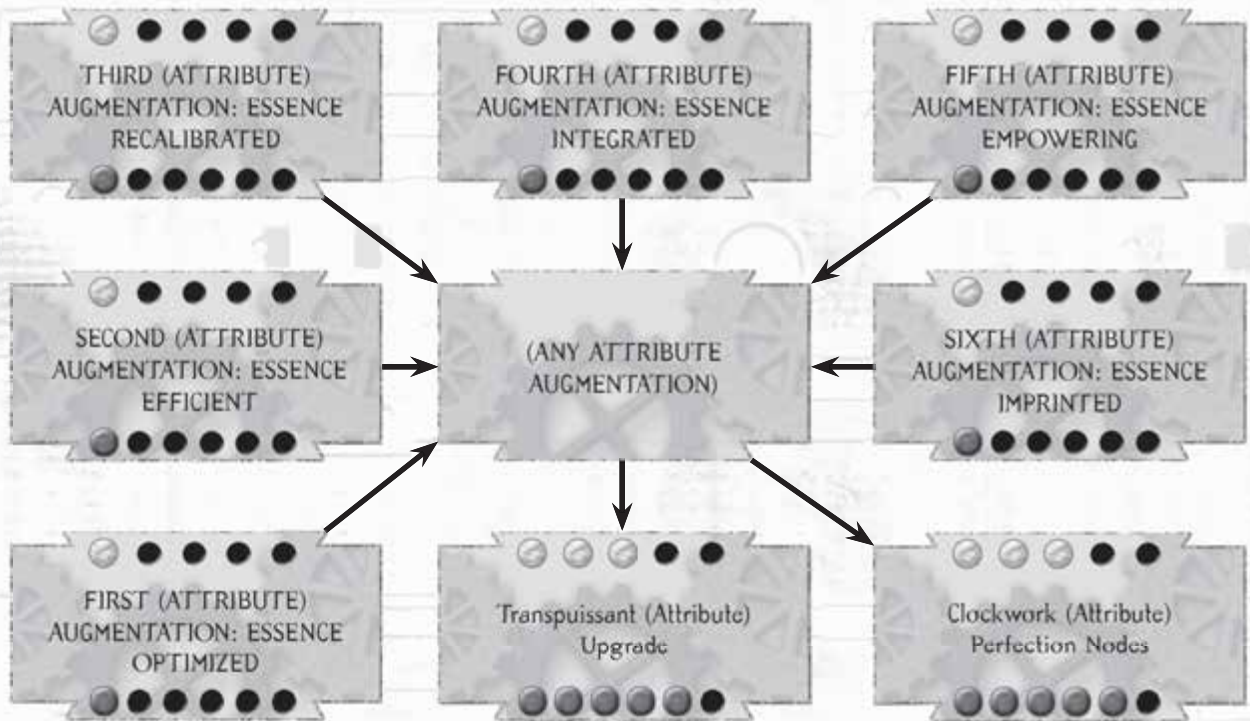 THIRD (ATTRIBUTE)
AUGMENTATION: ESSENCE
RECALIBRATED
FOURTH (ATTRIBUTE)
AUGMENTATION: ESSENCE
INTEGRATED
FIFTH (ATTRIBUTE)
AUGMENTATION: ESSENCE
EMPOWERING
SECOND (ATTRIBUTE)
AUGMENTATION: ESSENCE
EFFICIENT
(ANY ATTRIBUTE
AUGMENTATION)
SIXTH (ATTRIBUTE)
AUGMENTATION: ESSENCE
IMPRINTED
FIRST (ATTRIBUTE)
AUGMENTATION: ESSENCE
OPTIMIZED
Transpuissant (Attribute)
Upgrade
Clockwork (Attribute)
Perfection Nodes